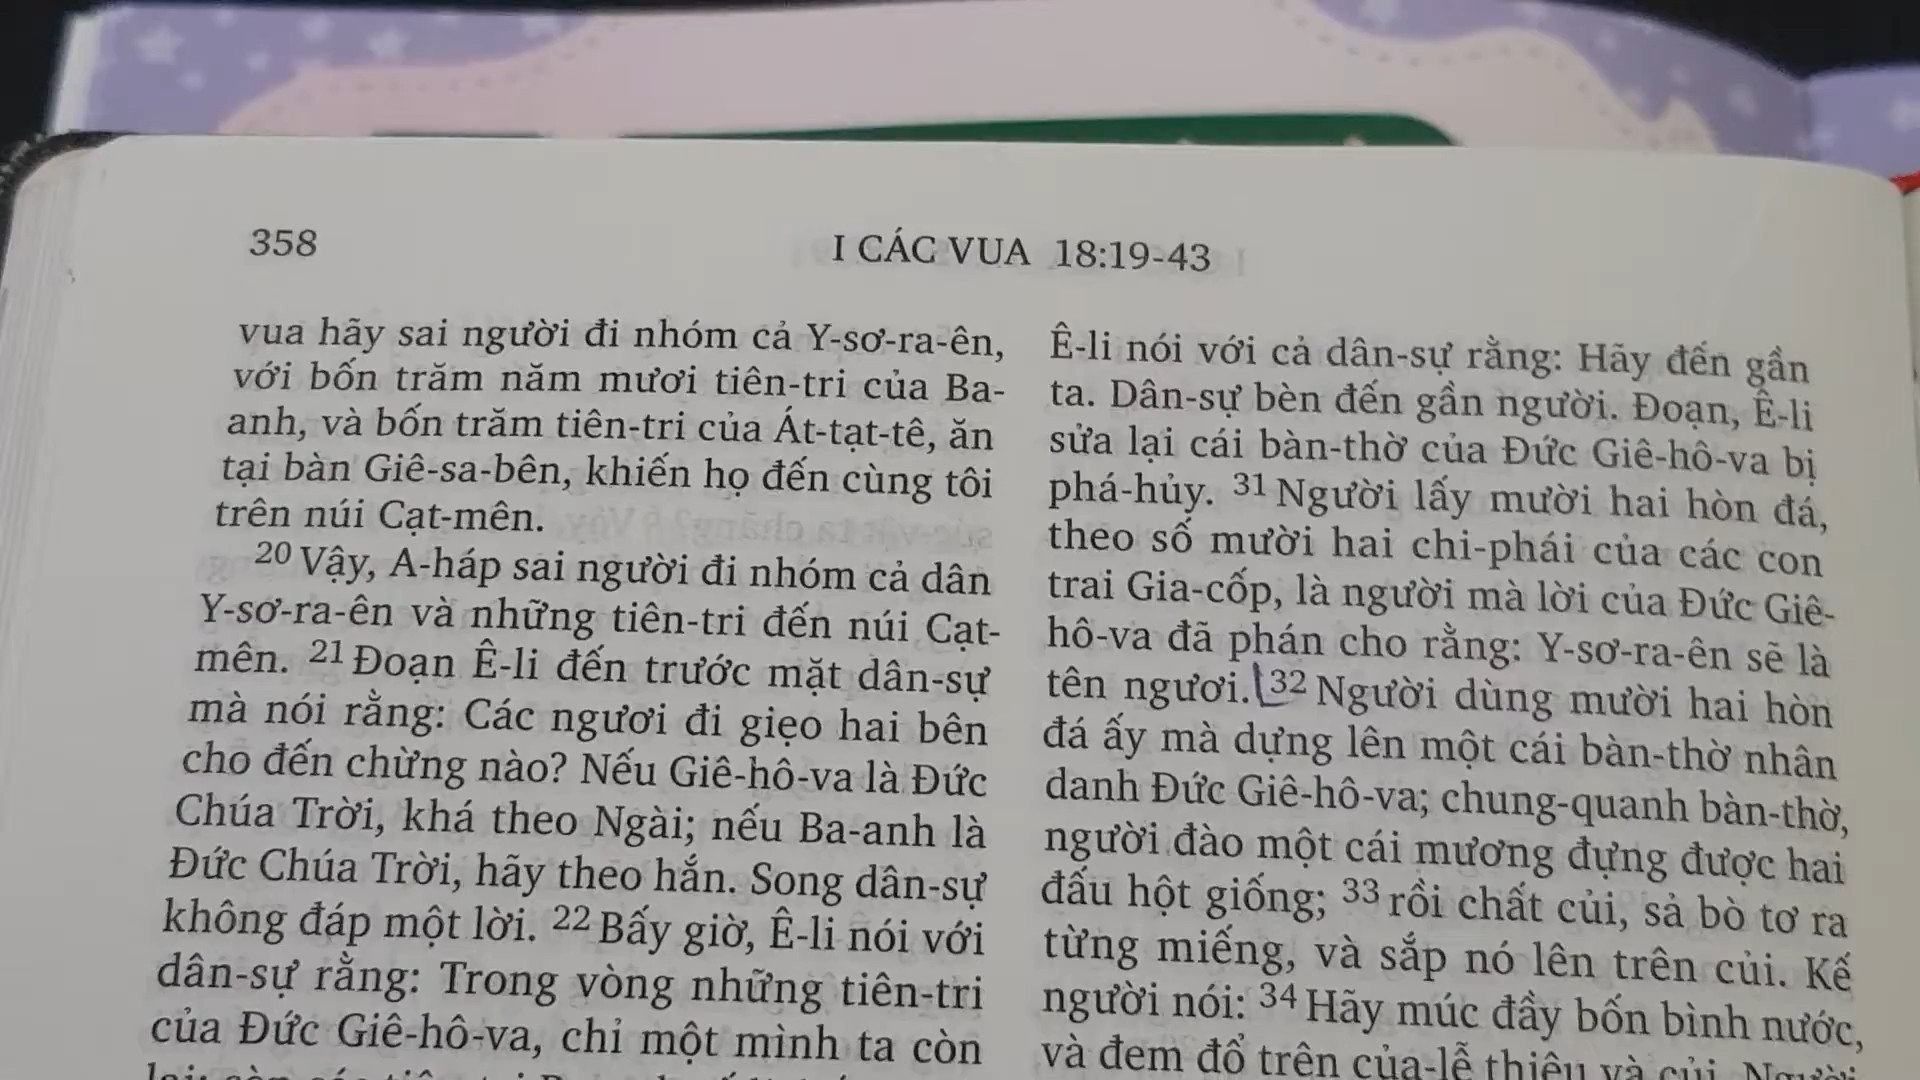 358
I CÁC VUA 18:19-43
vua hãy sai người đi nhóm cả Y-sơ-ra-ên,
với bốn trăm năm mươi tiên-tri của Ba-
anh, và bốn trăm tiên-tri của Át-tạt-tê, ăn
tại bàn Giê-sa-bên, khiến họ đến cùng tôi
trên núi Cạt-mên.
20 Vậy, A-háp sai người đi nhóm cả dân
Y-sơ-ra-ên và những tiên-tri đến núi Cạt-
mên. 21 Đoạn Ê-li đến trước mặt dân-sự
mà nói rằng: Các ngươi đi giẹo hai bên
cho đến chừng nào? Nếu Giê-hô-va là Đức
Chúa Trời, khá theo Ngài; nếu Ba-anh là
Đức Chúa Trời, hãy theo hắn. Song dân-sự
không đáp một lời. 22 Bấy giờ, Ê-li nói với
dân-sự rằng: Trong vòng những tiên-tri
của Đức Giê-hô-va, chỉ một mình ta còn
Ê-li nói với cả dân-sự rằng: Hãy đến gần
ta. Dân-sự bèn đến gần người. Đoạn, Ê-li
sửa lại cái bàn-thờ của Đức Giê-hô-va bị
phá-hủy. 31 Người lấy mười hai hòn đá,
theo số mười hai chi-phái của các con
trai Gia-cốp, là người mà lời của Đức Giê-
hô-va đã phán cho rằng: Y-sơ-ra-ên sẽ là
tên ngươi. 32 Người dùng mười hai hòn
đá ấy mà dựng lên một cái bàn-thờ nhân
danh Đức Giê-hô-va; chung-quanh bàn-thờ,
người đào một cái mương đựng được hai
đấu hột giống; 33 rồi chất củi, sả bò tơ ra
từng miếng, và sắp nó lên trên củi. Kế
người nói: 34 Hãy múc đầy bốn bình nước,
và đem đổ trên của-lễ thiêu và củi. Người